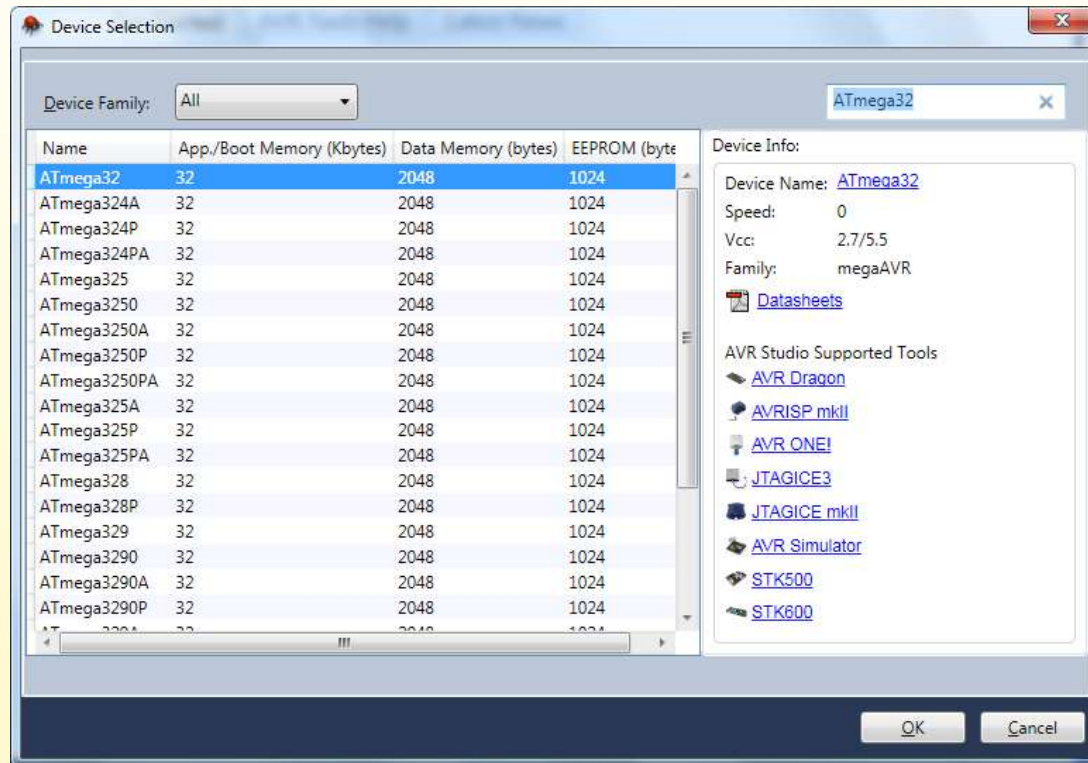 Device Selection
Device Family: All ATmega32
Name App./Boot Memory (Kbytes) Data Memory (bytes) EEPROM (byte
ATmega32 32 2048 1024
ATmega324A 32 2048 1024
ATmega324P 32 2048 1024
ATmega324PA 32 2048 1024
ATmega325 32 2048 1024
ATmega3250 32 2048 1024
ATmega3250A 32 2048 1024
ATmega3250P 32 2048 1024
ATmega3250PA 32 2048 1024
ATmega325A 32 2048 1024
ATmega325P 32 2048 1024
ATmega325PA 32 2048 1024
ATmega328 32 2048 1024
ATmega328P 32 2048 1024
ATmega329 32 2048 1024
ATmega3290 32 2048 1024
ATmega3290A 32 2048 1024
ATmega3290P 32 2048 1024
Device Info:
Device Name: ATmega32
Speed: 0
Vcc: 2.7/5.5
Family: megaAVR
Datasheets
AVR Studio Supported Tools
AVR Dragon
AVRISP mkII
AVR ONE!
JTAGICE3
JTAGICE mkII
AVR Simulator
STK500
STK600
OK Cancel